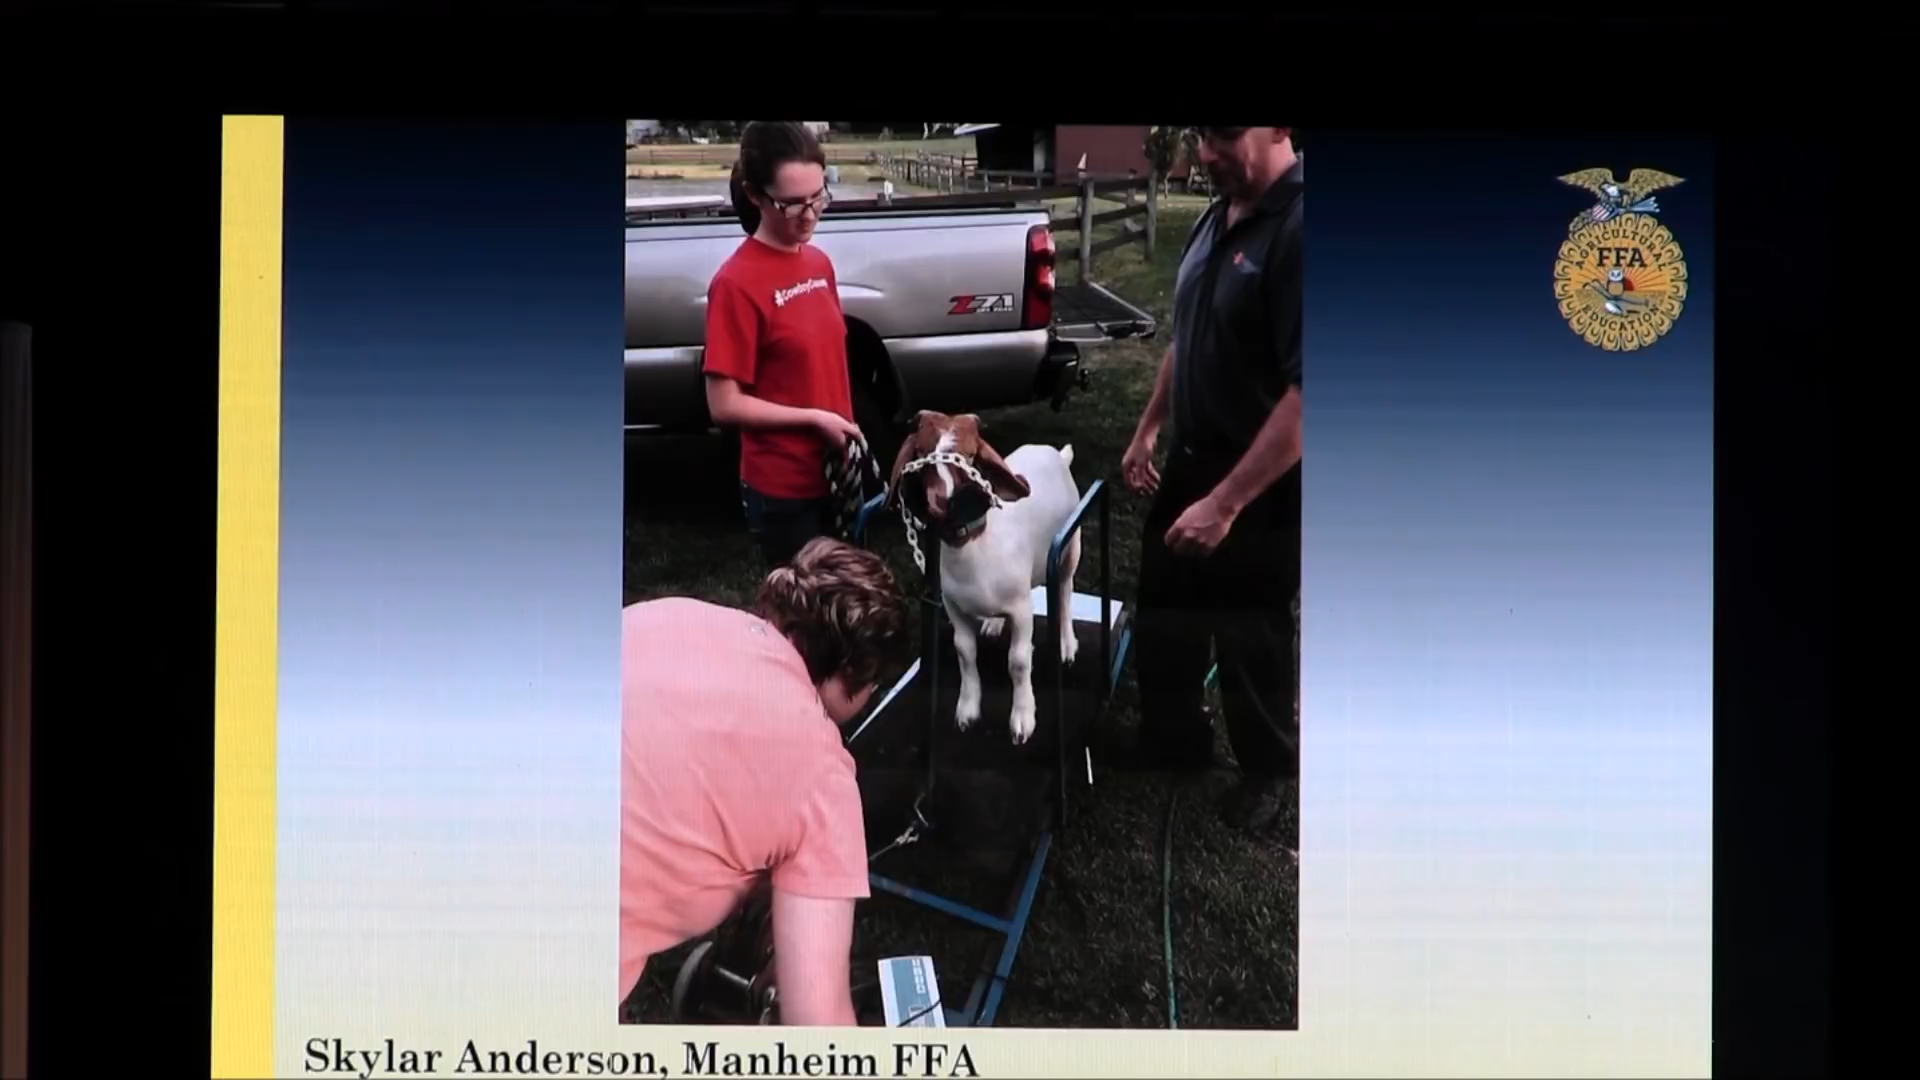 AGRICULTURAL
FFA
EDUCATION
Z71
Skylar Anderson, Manheim FFA